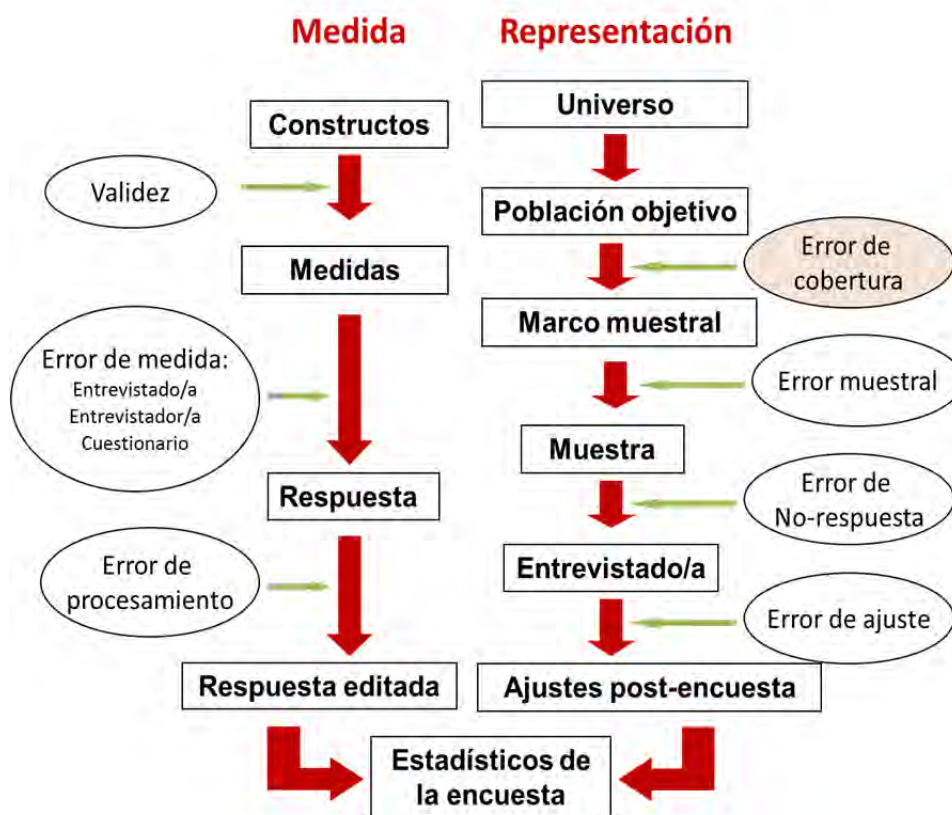 Medida
Representación
Constructos
Universo
Validez
Población objetivo
Medidas
Error de
cobertura
Marco muestral
Error de medida:
Entrevistado/a
Entrevistador/a
Cuestionario
Error muestral
Muestra
Respuesta
Error de
No-respuesta
Error de
procesamiento
Entrevistado/a
Error de ajuste
Respuesta editada
Ajustes post-encuesta
Estadísticos de
la encuesta